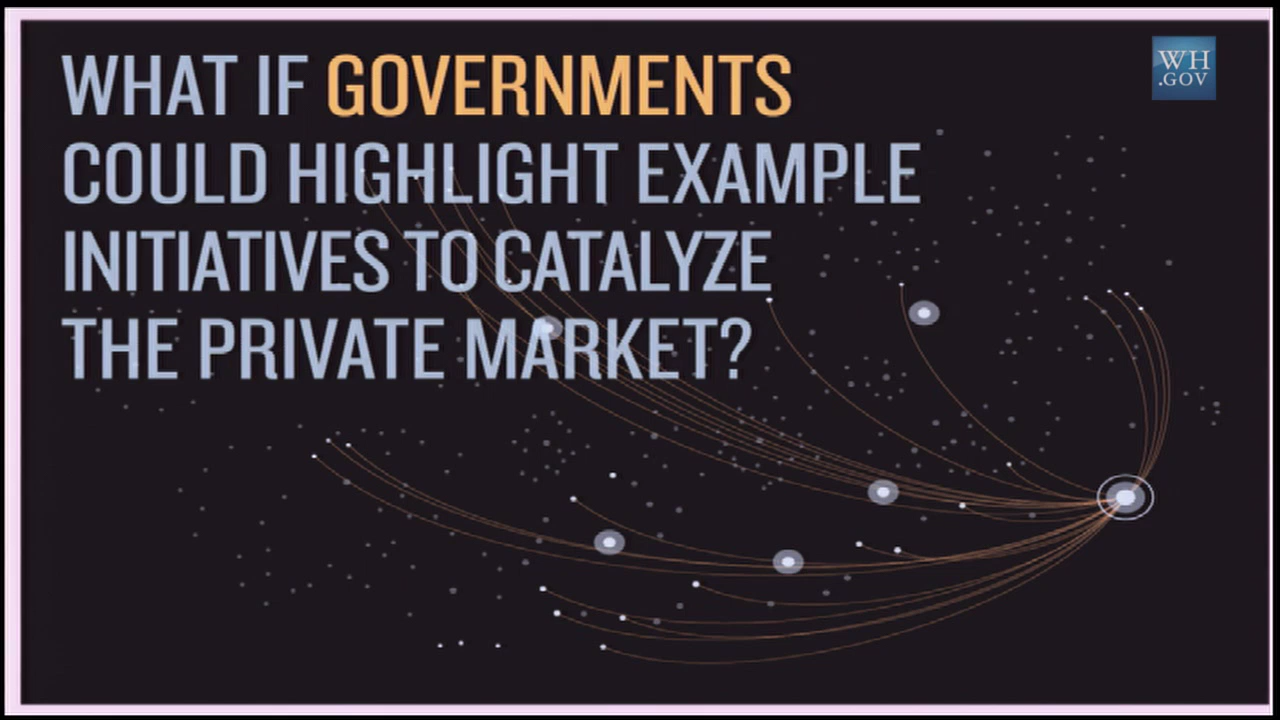 WHAT IF GOVERNMENTS
COULD HIGHLIGHT EXAMPLE
INITIATIVES TO CATALYZE
THE PRIVATE MARKET?
WH
.GOV